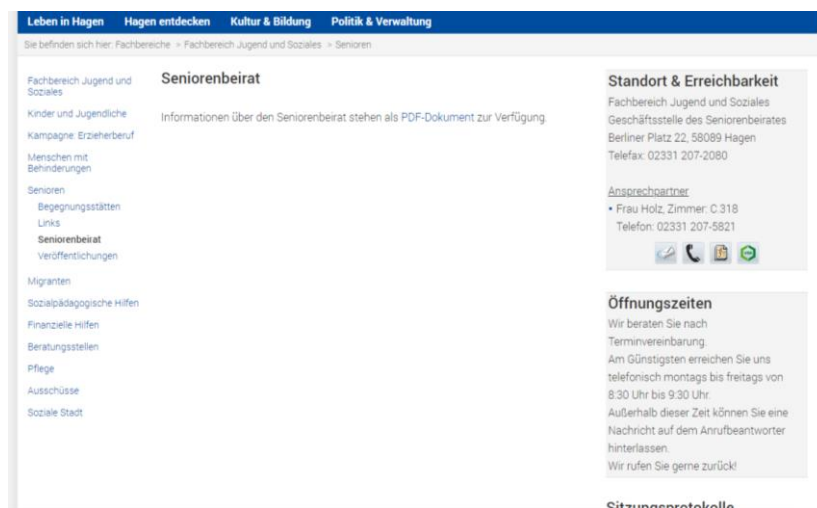 Leben in Hagen Hagen entdecken Kultur & Bildung Politik & Verwaltung
Sie befinden sich hier: Fachbereiche » Fachbereich Jugend und Soziales » Senioren
Fachbereich Jugend und
Soziales
Kinder und Jugendliche
Kampagne: Erzieherberuf
Menschen mit
Behinderungen
Senioren
Begegnungsstätten
Links
Seniorenbeirat
Veröffentlichungen
Migranten
Sozialpädagogische Hilfen
Finanzielle Hilfen
Beratungsstellen
Pflege
Ausschüsse
Soziale Stadt
Seniorenbeirat
Informationen über den Seniorenbeirat stehen als PDF-Dokument zur Verfügung.
Standort & Erreichbarkeit
Fachbereich Jugend und Soziales
Geschäftsstelle des Seniorenbeirates
Berliner Platz 22, 58089 Hagen
Telefax: 02331 207-2080
Ansprechpartner
• Frau Holz, Zimmer: C.318
Telefon: 02331 207-5821
Öffnungszeiten
Wir beraten Sie nach
Terminvereinbarung.
Am Günstigsten erreichen Sie uns
telefonisch montags bis freitags von
8:30 Uhr bis 9:30 Uhr.
Außerhalb dieser Zeit können Sie eine
Nachricht auf dem Anrufbeantworter
hinterlassen.
Wir rufen Sie gerne zurück!
Sitzungsprotokolle